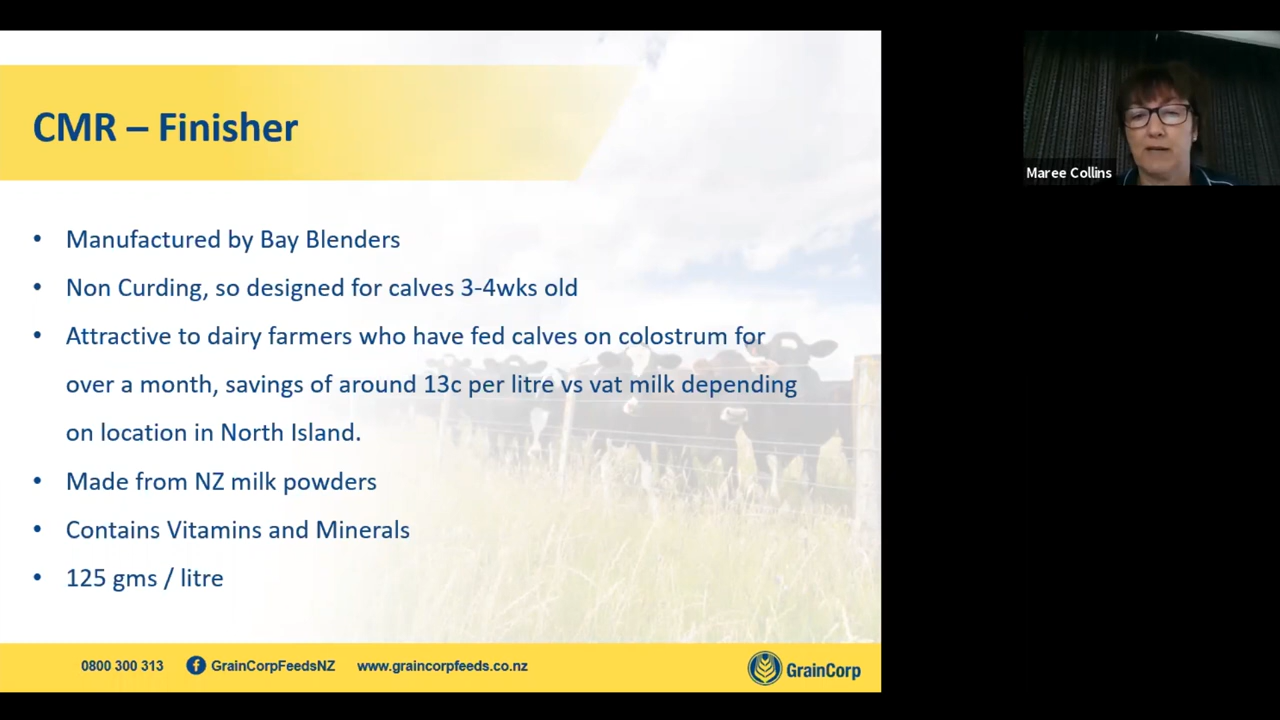 CMR – Finisher
• Manufactured by Bay Blenders
• Non Curding, so designed for calves 3-4wks old
• Attractive to dairy farmers who have fed calves on colostrum for
over a month, savings of around 13c per litre vs vat milk depending
on location in North Island.
• Made from NZ milk powders
• Contains Vitamins and Minerals
• 125 gms / litre
0800 300 313 GrainCorpFeedsNZ www.graincorpfeeds.co.nz GrainCorp
Maree Collins